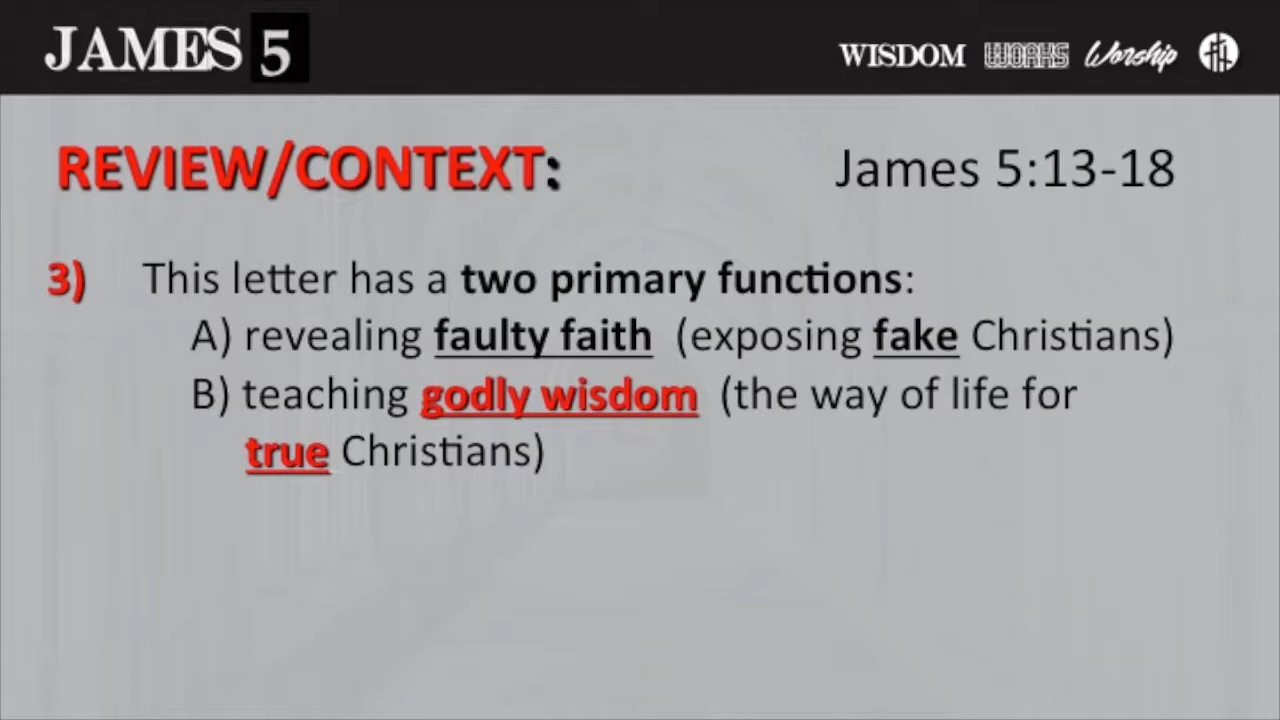 JAMES 5
WISDOM WORKS Worship
REVIEW/CONTEXT: James 5:13-18
3) This letter has a two primary functions:
A) revealing faulty faith (exposing fake Christians)
B) teaching godly wisdom (the way of life for
true Christians)